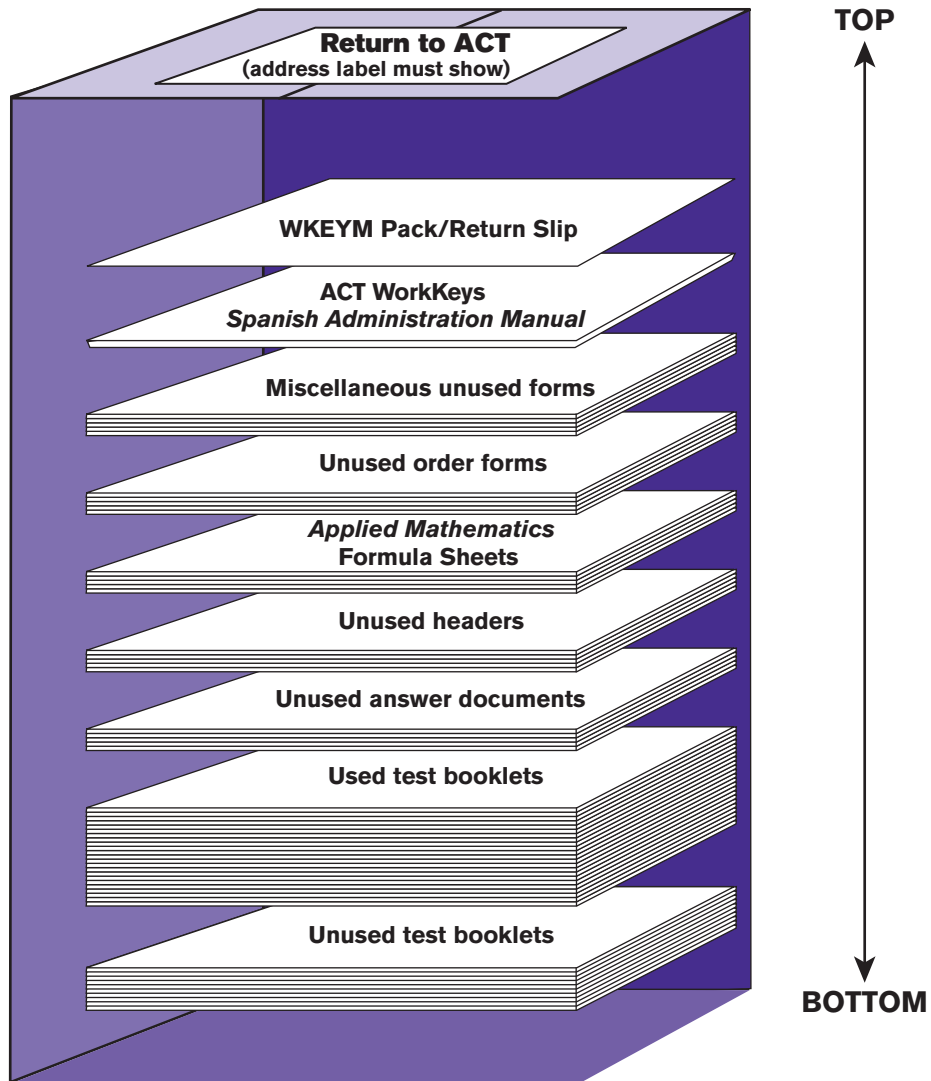 TOP
Return to ACT
(address label must show)
WKEYM Pack/Return Slip
ACT WorkKeys
Spanish Administration Manual
Miscellaneous unused forms
Unused order forms
Applied Mathematics
Formula Sheets
Unused headers
Unused answer documents
Used test booklets
Unused test booklets
BOTTOM